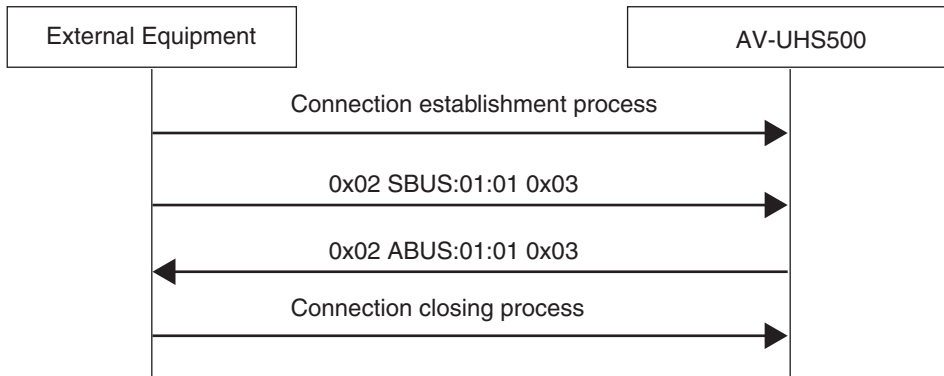 External Equipment
AV-UHS500
Connection establishment process
0x02 SBUS:01:01 0x03
0x02 ABUS:01:01 0x03
Connection closing process